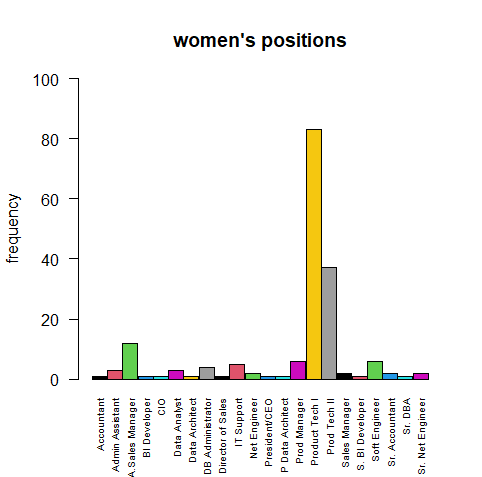 women's positions
frequency
100
80
60
40
20
0
Accountant
Admin Assistant
A.Sales Manager
BI Developer
CIO
Data Analyst
Data Architect
DB Administrator
Director of Sales
IT Support
Net Engineer
President/CEO
P Data Architect
Prod Manager
Product Tech I
Prod Tech II
Sales Manager
S. BI Developer
Soft Engineer
Sr. Accountant
Sr. DBA
Sr. Net Engineer